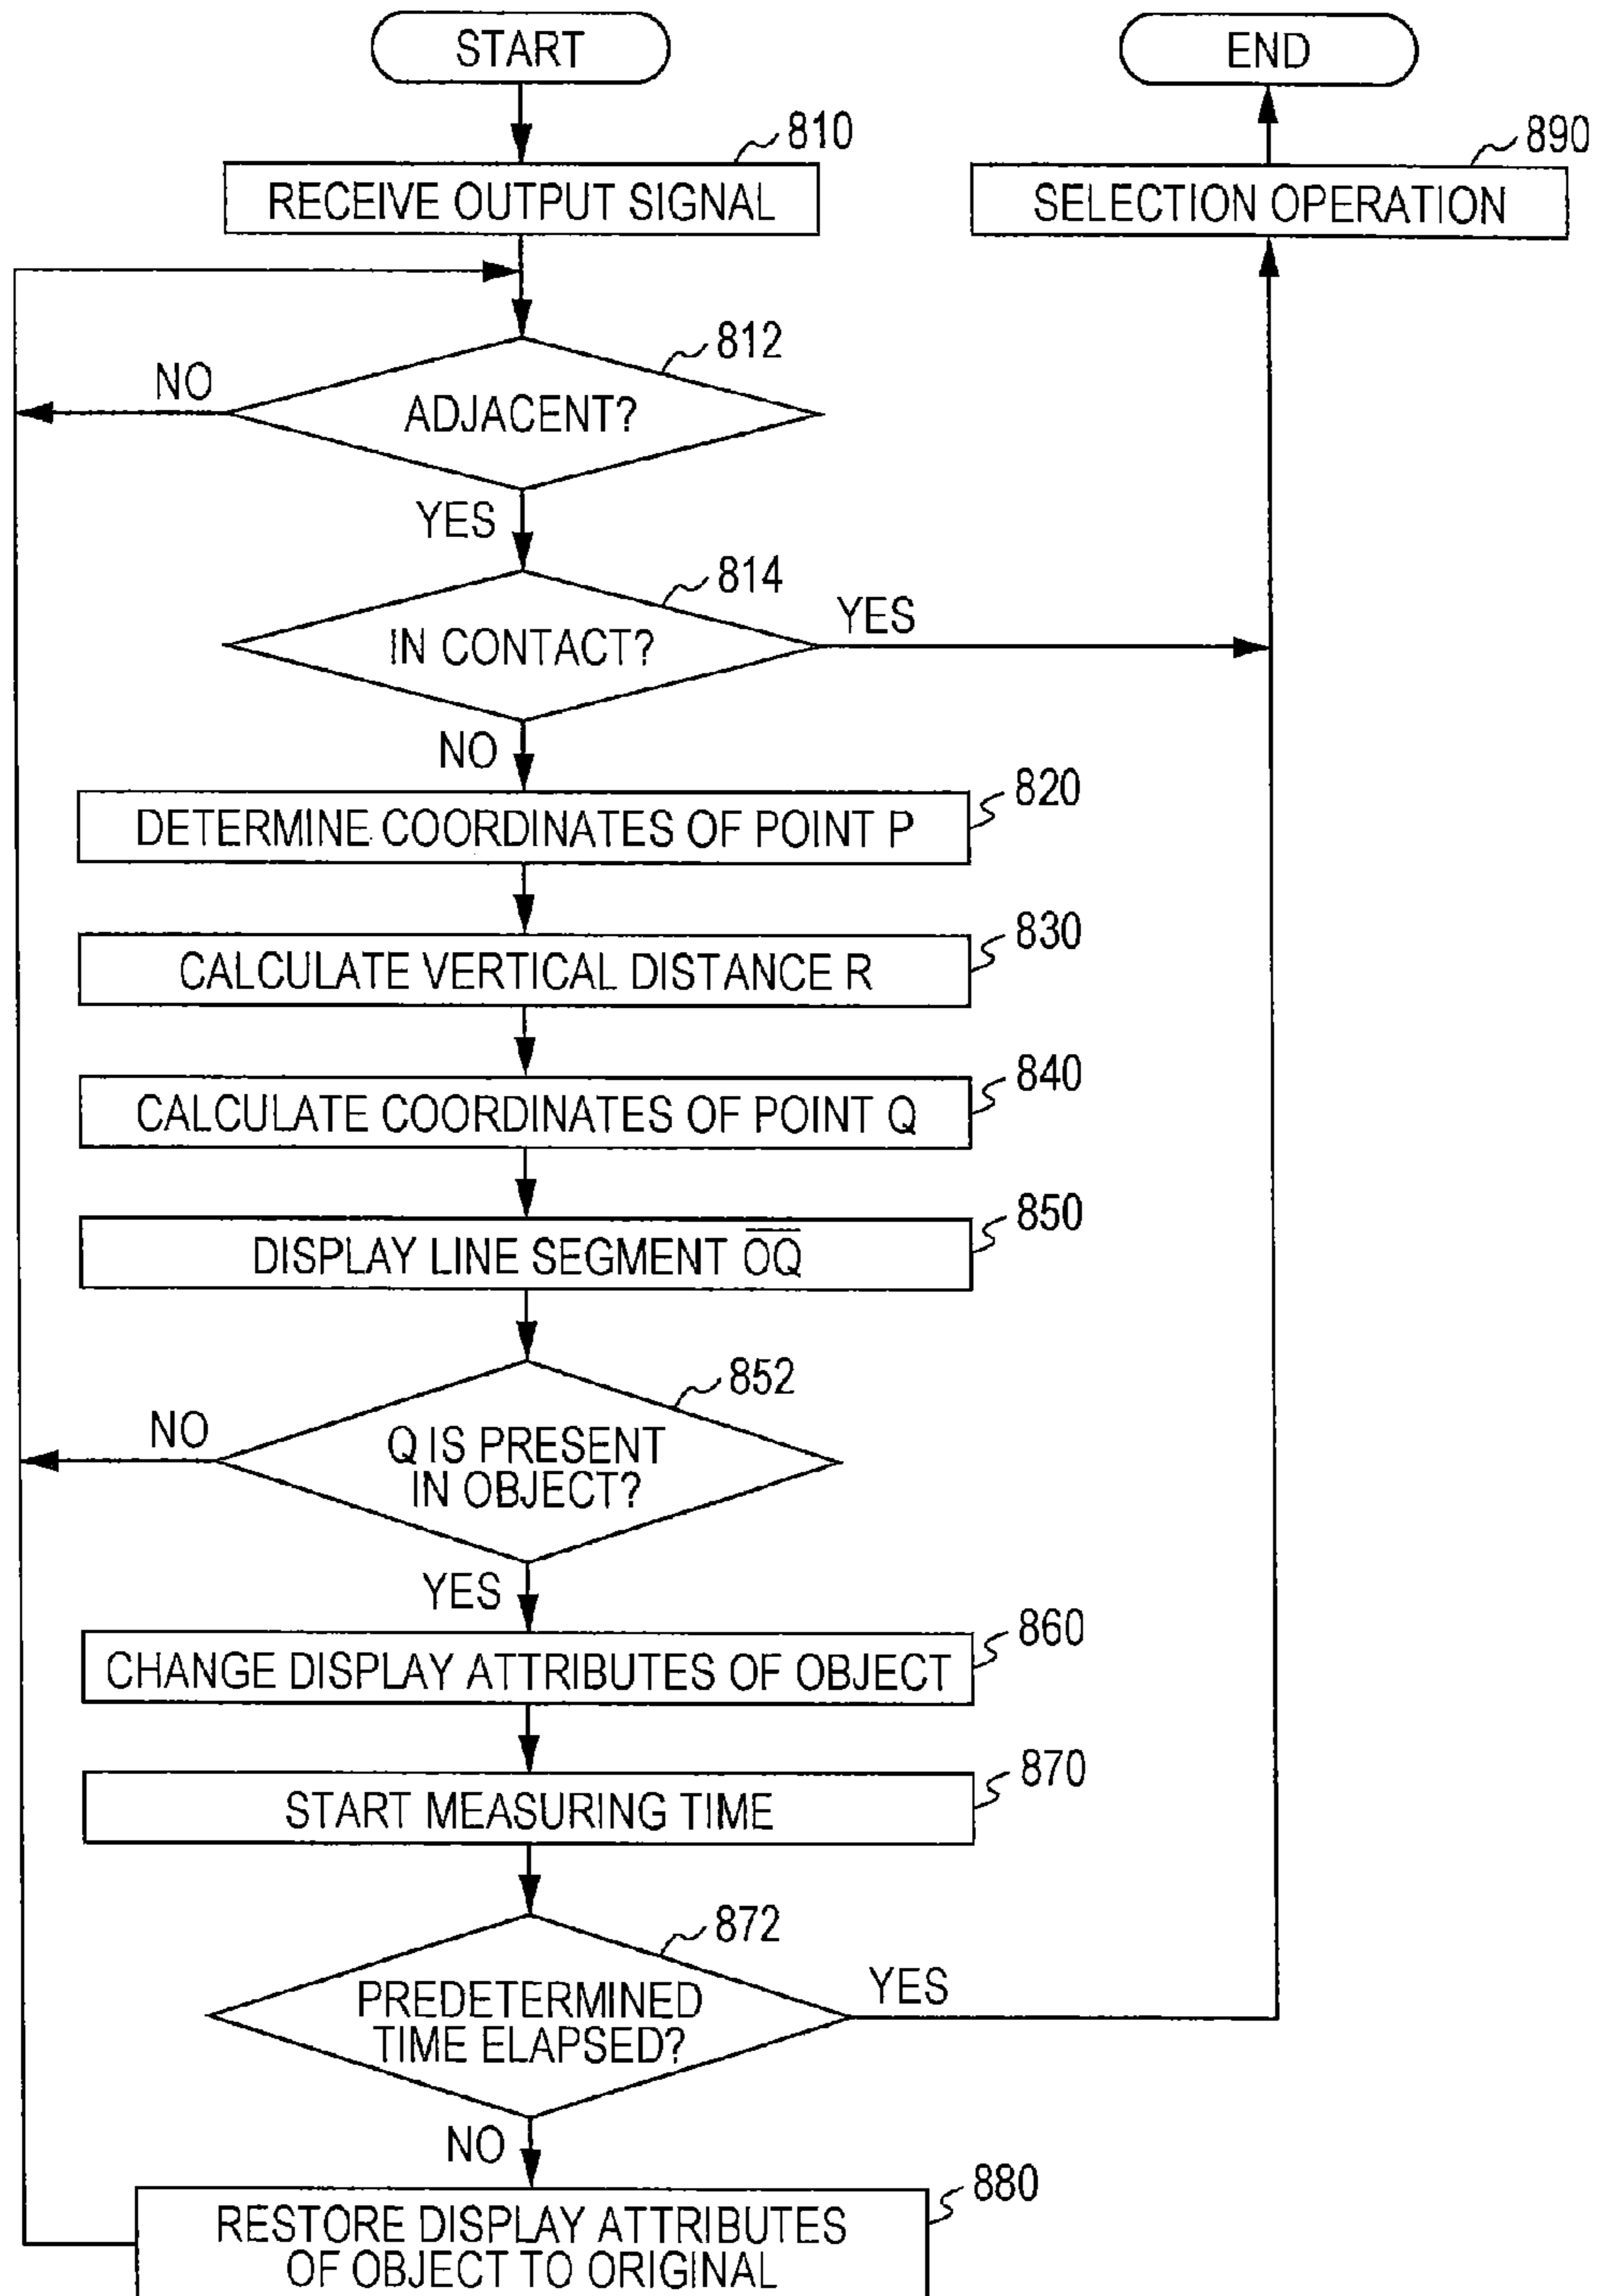 START
810
RECEIVE OUTPUT SIGNAL
812
ADJACENT?
NO
YES
814
IN CONTACT?
YES
NO
820
DETERMINE COORDINATES OF POINT P
830
CALCULATE VERTICAL DISTANCE R
840
CALCULATE COORDINATES OF POINT Q
850
DISPLAY LINE SEGMENT O̅Q̅
852
Q IS PRESENT
IN OBJECT?
NO
YES
860
CHANGE DISPLAY ATTRIBUTES OF OBJECT
870
START MEASURING TIME
872
PREDETERMINED
TIME ELAPSED?
YES
NO
880
RESTORE DISPLAY ATTRIBUTES
OF OBJECT TO ORIGINAL
END
890
SELECTION OPERATION